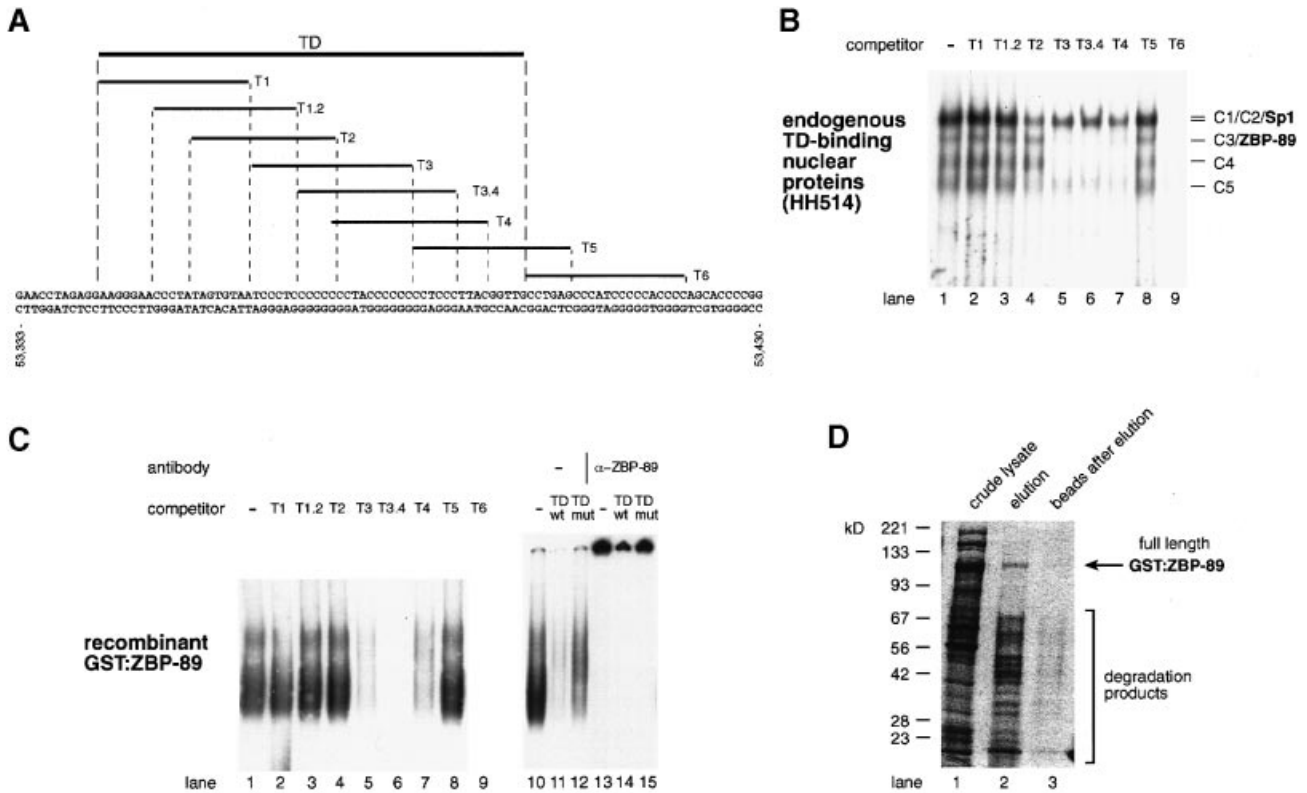 A
TD
T1
T1.2
T2
T3
T3.4
T4
T5
T6
GAACCTAGAGGAAGGGAACCCTATAGTGTAATCCCTCCCCCCCCCTACCCCCCCCTCCCTTACGGTTGCCTGAGCCCATCCCCCACCCCAGCACCCCGG
CTTGGATCTCCTTCCCTTGGGATATCACATTAGGGAGGGGGGGGGATGGGGGGGGAGGGAATGCCAACGGACTCGGGTAGGGGGTGGGGTCGTGGGGCC
53,333 -
53,430 -
B
competitor - T1 T1.2 T2 T3 T3.4 T4 T5 T6
endogenous
TD-binding
nuclear
proteins
(HH514)
C1/C2/Sp1
C3/ZBP-89
C4
C5
lane 1 2 3 4 5 6 7 8 9
C
antibody - α-ZBP-89
competitor - T1 T1.2 T2 T3 T3.4 T4 T5 T6 - TD wt TD mut - TD wt TD mut
recombinant
GST:ZBP-89
lane 1 2 3 4 5 6 7 8 9 10 11 12 13 14 15
D
crude lysate
elution
beads after elution
kD
221
133
93
67
56
42
28
23
full length
GST:ZBP-89
degradation
products
lane 1 2 3